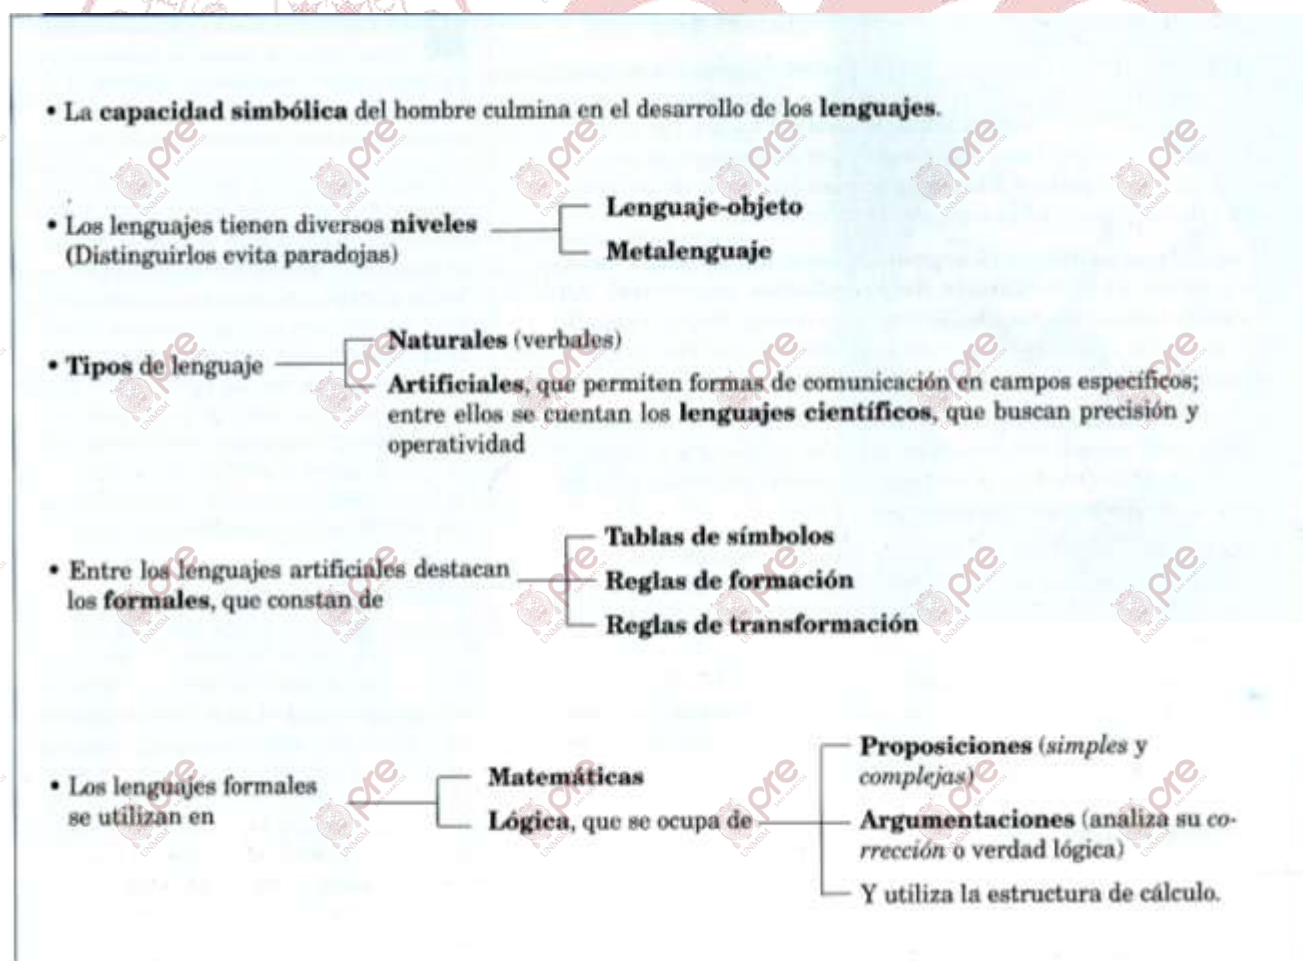 • La capacidad simbólica del hombre culmina en el desarrollo de los lenguajes.
• Los lenguajes tienen diversos niveles
(Distinguirlos evita paradojas)
Lenguaje-objeto
Metalenguaje
• Tipos de lenguaje
Naturales (verbales)
Artificiales, que permiten formas de comunicación en campos específicos;
entre ellos se cuentan los lenguajes científicos, que buscan precisión y
operatividad
• Entre los lenguajes artificiales destacan
los formales, que constan de
Tablas de símbolos
Reglas de formación
Reglas de transformación
• Los lenguajes formales
se utilizan en
Matemáticas
Lógica, que se ocupa de
Proposiciones (simples y
complejas)
Argumentaciones (analiza su co-
rrección o verdad lógica)
Y utiliza la estructura de cálculo.
UNMSM pre SAN MARCOS